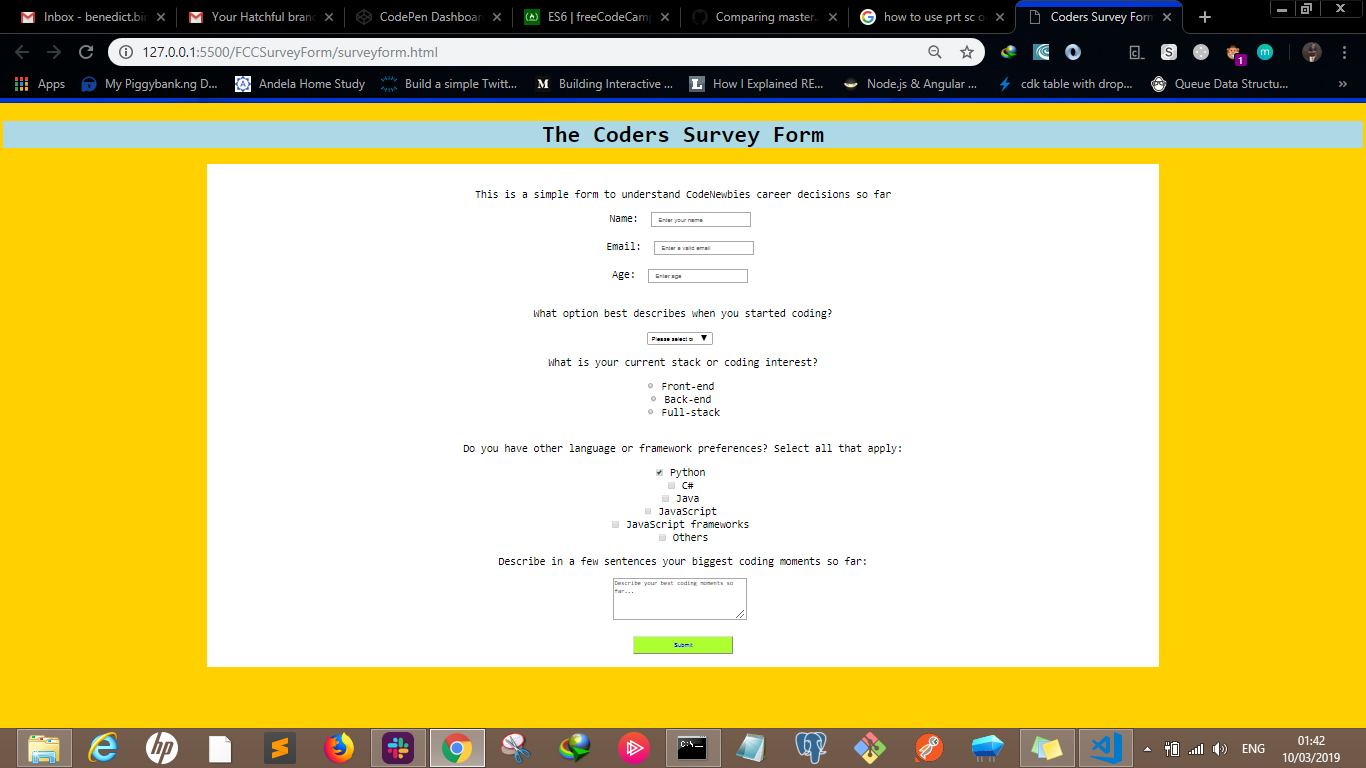 Inbox - benedict.bin
Your Hatchful bran
CodePen Dashboar
ES6 | freeCodeCam
Comparing master.
how to use prt sc o
Coders Survey Form
127.0.0.1:5500/FCCSurveyForm/surveyform.html
1
m
Apps
My Piggybank.ng D...
Andela Home Study
Build a simple Twitt...
Building Interactive ...
How I Explained RE...
Node.js & Angular ...
cdk table with drop...
Queue Data Structu...
»
The Coders Survey Form
This is a simple form to understand CodeNewbies career decisions so far
Name: Enter your name
Email: Enter a valid email
Age: Enter age
What option best describes when you started coding?
Please select o
What is your current stack or coding interest?
Front-end
Back-end
Full-stack
Do you have other language or framework preferences? Select all that apply:
Python
C#
Java
JavaScript
JavaScript frameworks
Others
Describe in a few sentences your biggest coding moments so far:
Describe your best coding moments so
far...
Submit
hp
C:\
ENG
01:42
10/03/2019